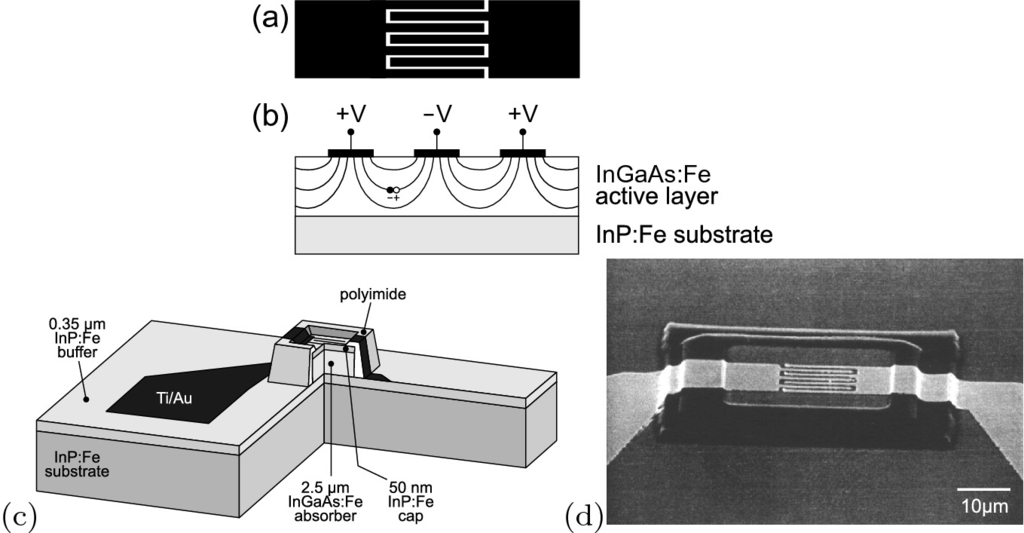 (a)
(b)
+V
−V
+V
−+
InGaAs:Fe
active layer
InP:Fe substrate
polyimide
0.35 μm
InP:Fe
buffer
Ti/Au
InP:Fe
substrate
2.5 μm
InGaAs:Fe
absorber
50 nm
InP:Fe
cap
(c)
(d)
10μm